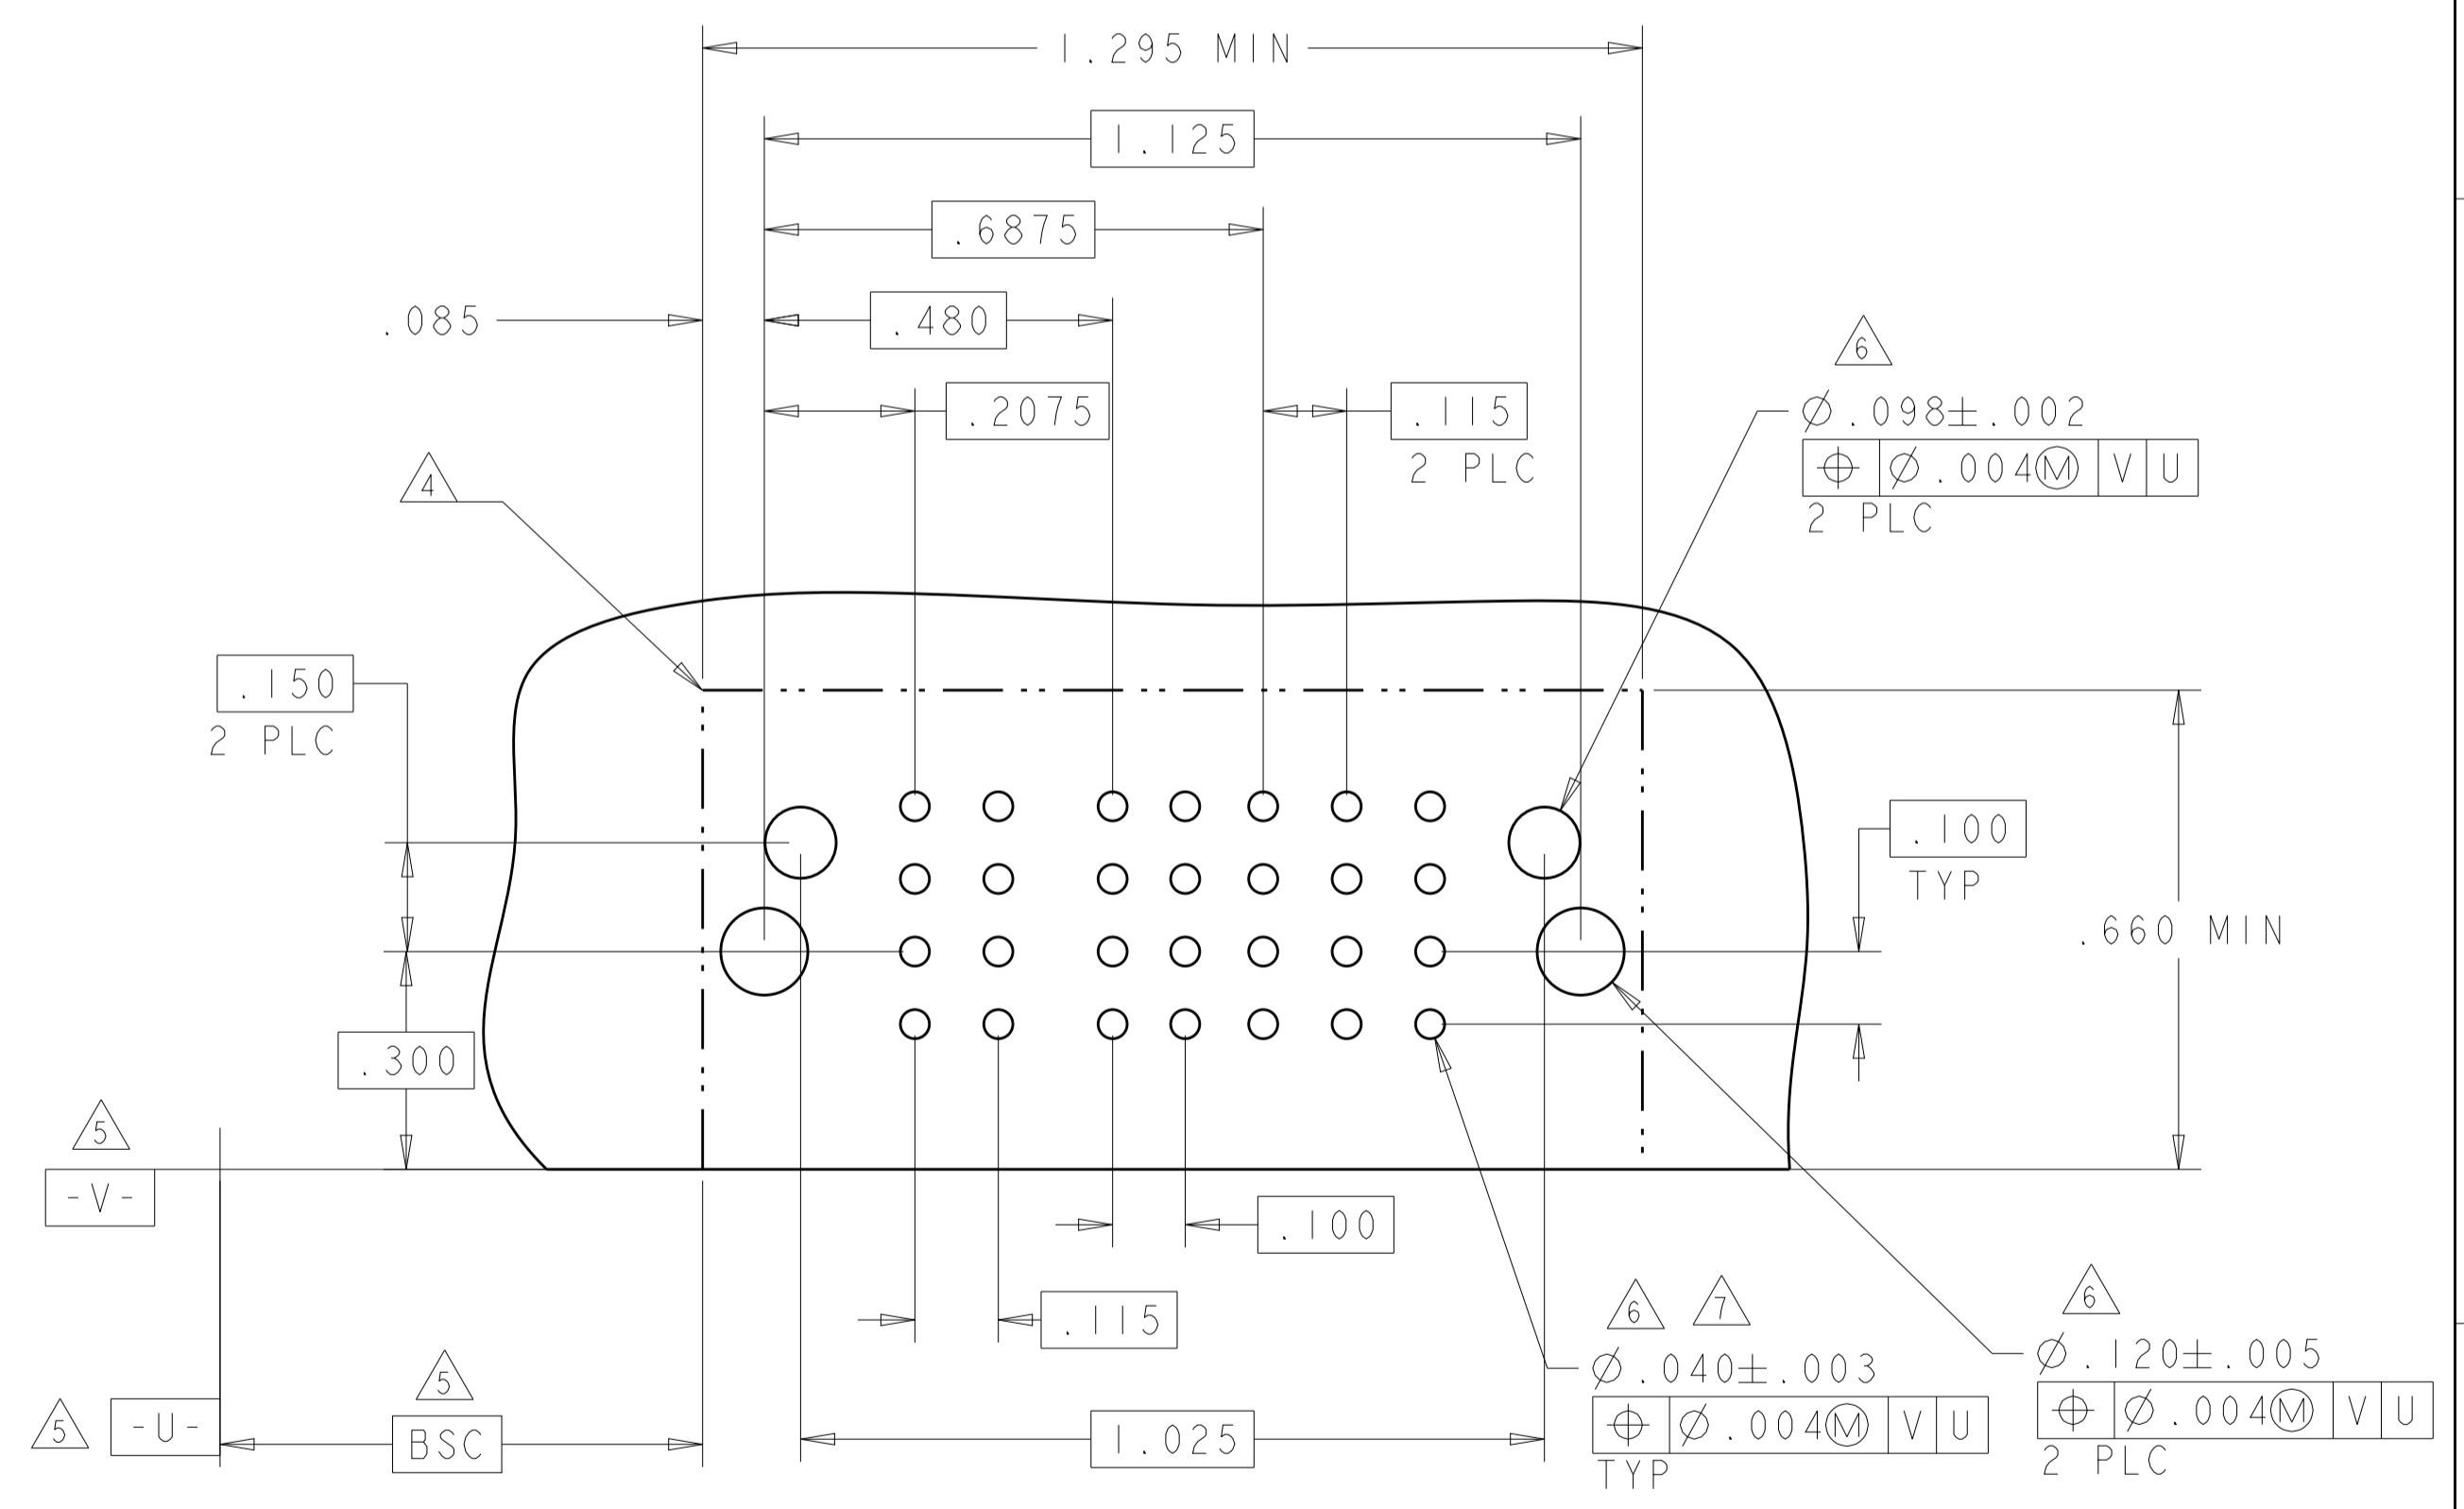 1.295 MIN
1.125
.6875
.085
.480
.2075
.115
2 PLC
6
⌀.098±.002
⌖ ⌀.004Ⓜ V U
2 PLC
4
.150
2 PLC
.100
TYP
.660 MIN
.300
5
-V-
.100
.115
5
-U-
5
BSC
1.025
6 7
⌀.040±.003
⌖ ⌀.004Ⓜ V U
TYP
6
⌀.120±.005
⌖ ⌀.004Ⓜ V U
2 PLC